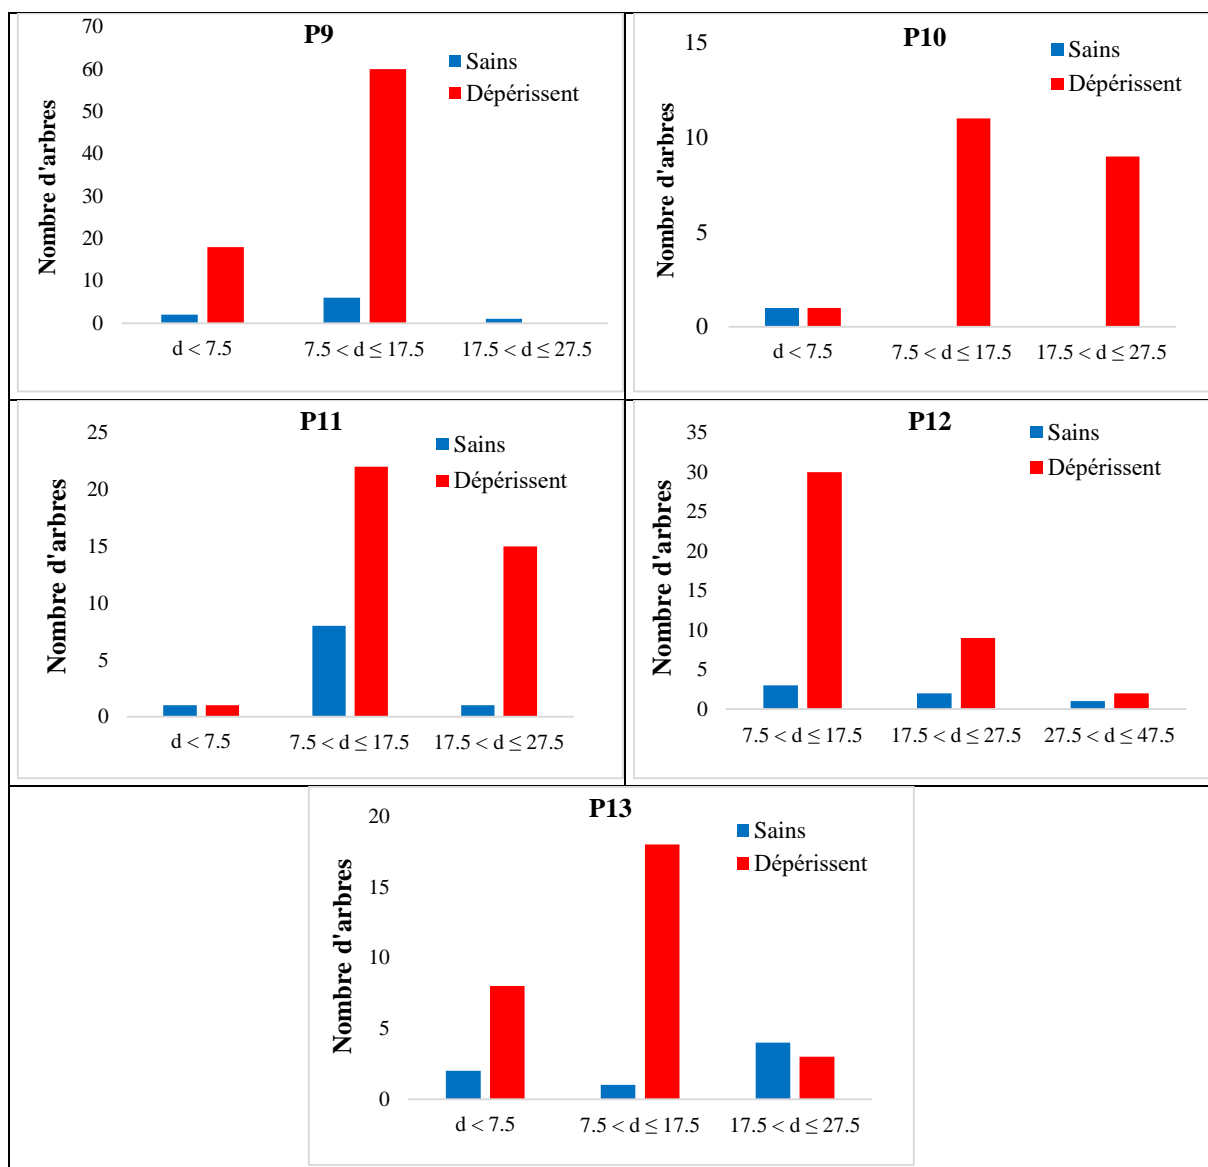 P9
Nombre d'arbres
70
60
50
40
30
20
10
0
Sains
Dépérissent
d < 7.5
7.5 < d ≤ 17.5
17.5 < d ≤ 27.5
P10
Nombre d'arbres
15
10
5
0
Sains
Dépérissent
d < 7.5
7.5 < d ≤ 17.5
17.5 < d ≤ 27.5
P11
Nombre d'arbres
25
20
15
10
5
0
Sains
Dépérissent
d < 7.5
7.5 < d ≤ 17.5
17.5 < d ≤ 27.5
P12
Nombre d'arbres
35
30
25
20
15
10
5
0
Sains
Dépérissent
7.5 < d ≤ 17.5
17.5 < d ≤ 27.5
27.5 < d ≤ 47.5
P13
Nombre d'arbres
20
15
10
5
0
Sains
Dépérissent
d < 7.5
7.5 < d ≤ 17.5
17.5 < d ≤ 27.5